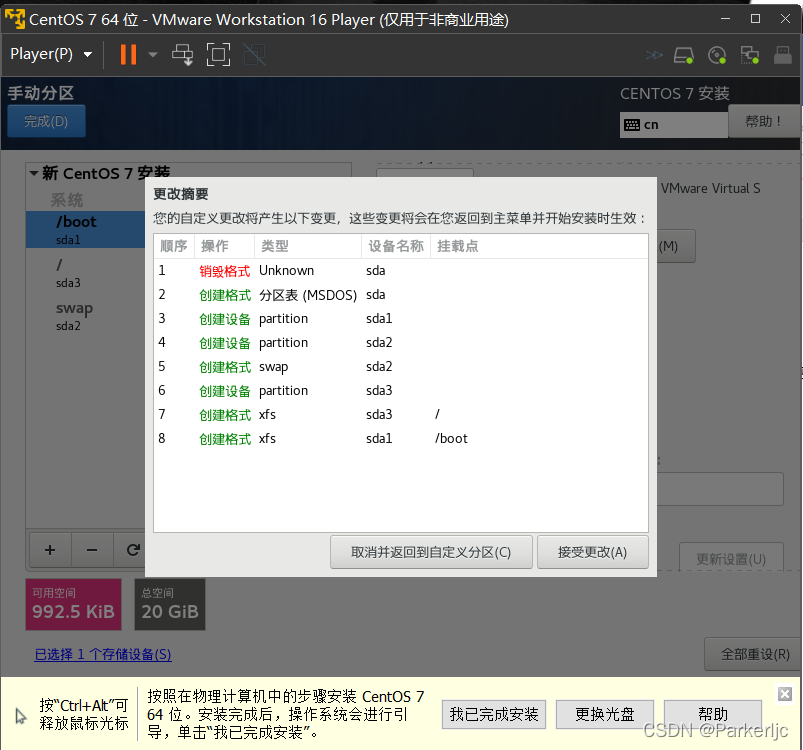 CentOS 7 64 位 - VMware Workstation 16 Player (仅用于非商业用途)
Player(P)
手动分区
CENTOS 7 安装
完成(D)
cn
帮助！
新 CentOS 7 安装
系统
/boot
sda1
/
sda3
swap
sda2
VMware Virtual S
(M)
更改摘要
您的自定义更改将产生以下变更，这些变更将会在您返回到主菜单并开始安装时生效：
顺序 操作 类型 设备名称 挂载点
1 销毁格式 Unknown sda
2 创建格式 分区表 (MSDOS) sda
3 创建设备 partition sda1
4 创建设备 partition sda2
5 创建格式 swap sda2
6 创建设备 partition sda3
7 创建格式 xfs sda3 /
8 创建格式 xfs sda1 /boot
取消并返回到自定义分区(C) 接受更改(A)
+ − 
更新设置(U)
可用空间
992.5 KiB
总空间
20 GiB
已选择 1 个存储设备(S)
全部重设(R)
按“Ctrl+Alt”可
释放鼠标光标
按照在物理计算机中的步骤安装 CentOS 7
64 位。安装完成后，操作系统会进行引
导，单击“我已完成安装”。
我已完成安装 更换光盘 帮助
CSDN @Parkerljc